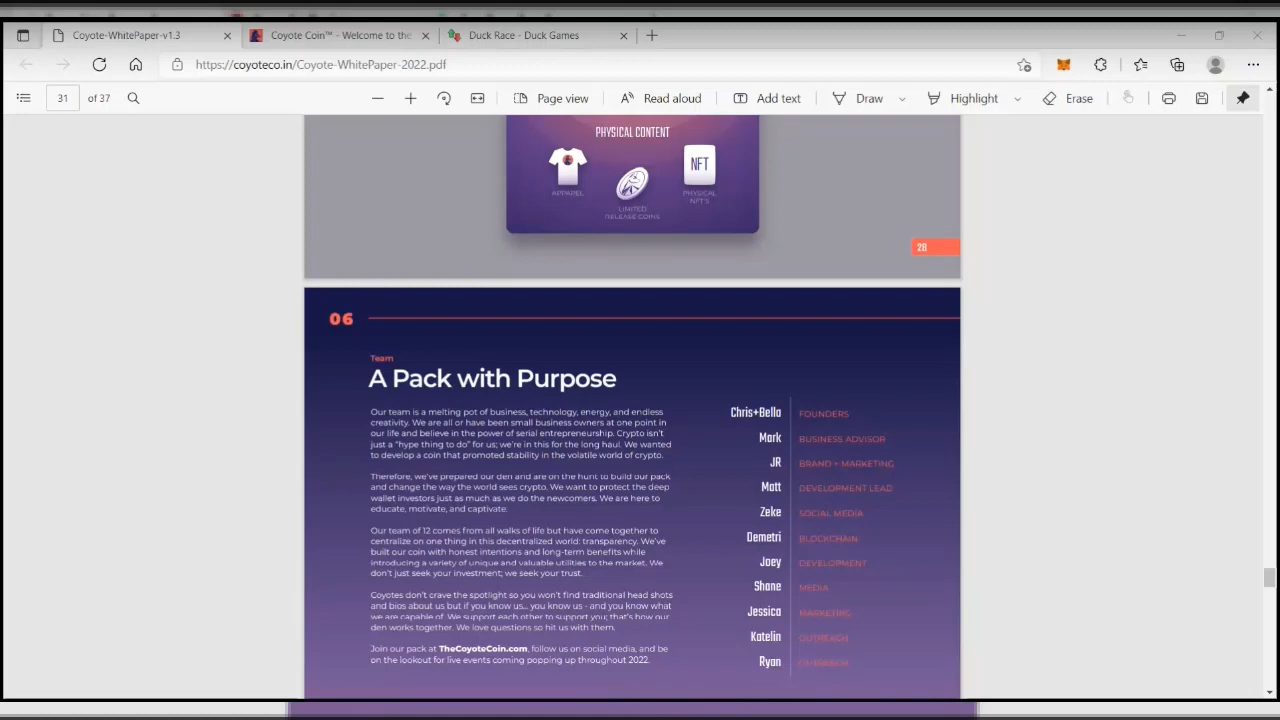 Coyote-WhitePaper-v1.3
Coyote Coin™ - Welcome to the
Duck Race - Duck Games
https://coyoteco.in/Coyote-WhitePaper-2022.pdf
31 of 37
Page view
Read aloud
Add text
Draw
Highlight
Erase
PHYSICAL CONTENT
NFT
APPAREL
LIMITED
RELEASE COINS
PHYSICAL
NFT'S
28
06
Team
A Pack with Purpose
Our team is a melting pot of business, technology, energy, and endless
creativity. We are all or have been small business owners at one point in
our life and believe in the power of serial entrepreneurship. Crypto isn't
just a "hype thing to do" for us; we're in this for the long haul. We wanted
to develop a coin that promoted stability in the volatile world of crypto.
Therefore, we've prepared our den and are on the hunt to build our pack
and change the way the world sees crypto. We want to protect the deep
wallet investors just as much as we do the newcomers. We are here to
educate, motivate, and captivate.
Our team of 12 comes from all walks of life but have come together to
centralize on one thing in this decentralized world: transparency. We've
built our coin with honest intentions and long-term benefits while
introducing a variety of unique and valuable utilities to the market. We
don't just seek your investment; we seek your trust.
Coyotes don't crave the spotlight so you won't find traditional head shots
and bios about us but if you know us... you know us - and you know what
we are capable of. We support each other to support you; that's how our
den works together. We love questions so hit us with them.
Join our pack at TheCoyoteCoin.com, follow us on social media, and be
on the lookout for live events coming popping up throughout 2022.
Chris+Bella FOUNDERS
Mark BUSINESS ADVISOR
JR BRAND + MARKETING
Matt DEVELOPMENT LEAD
Zeke SOCIAL MEDIA
Demetri BLOCKCHAIN
Joey DEVELOPMENT
Shane MEDIA
Jessica MARKETING
Katelin OUTREACH
Ryan